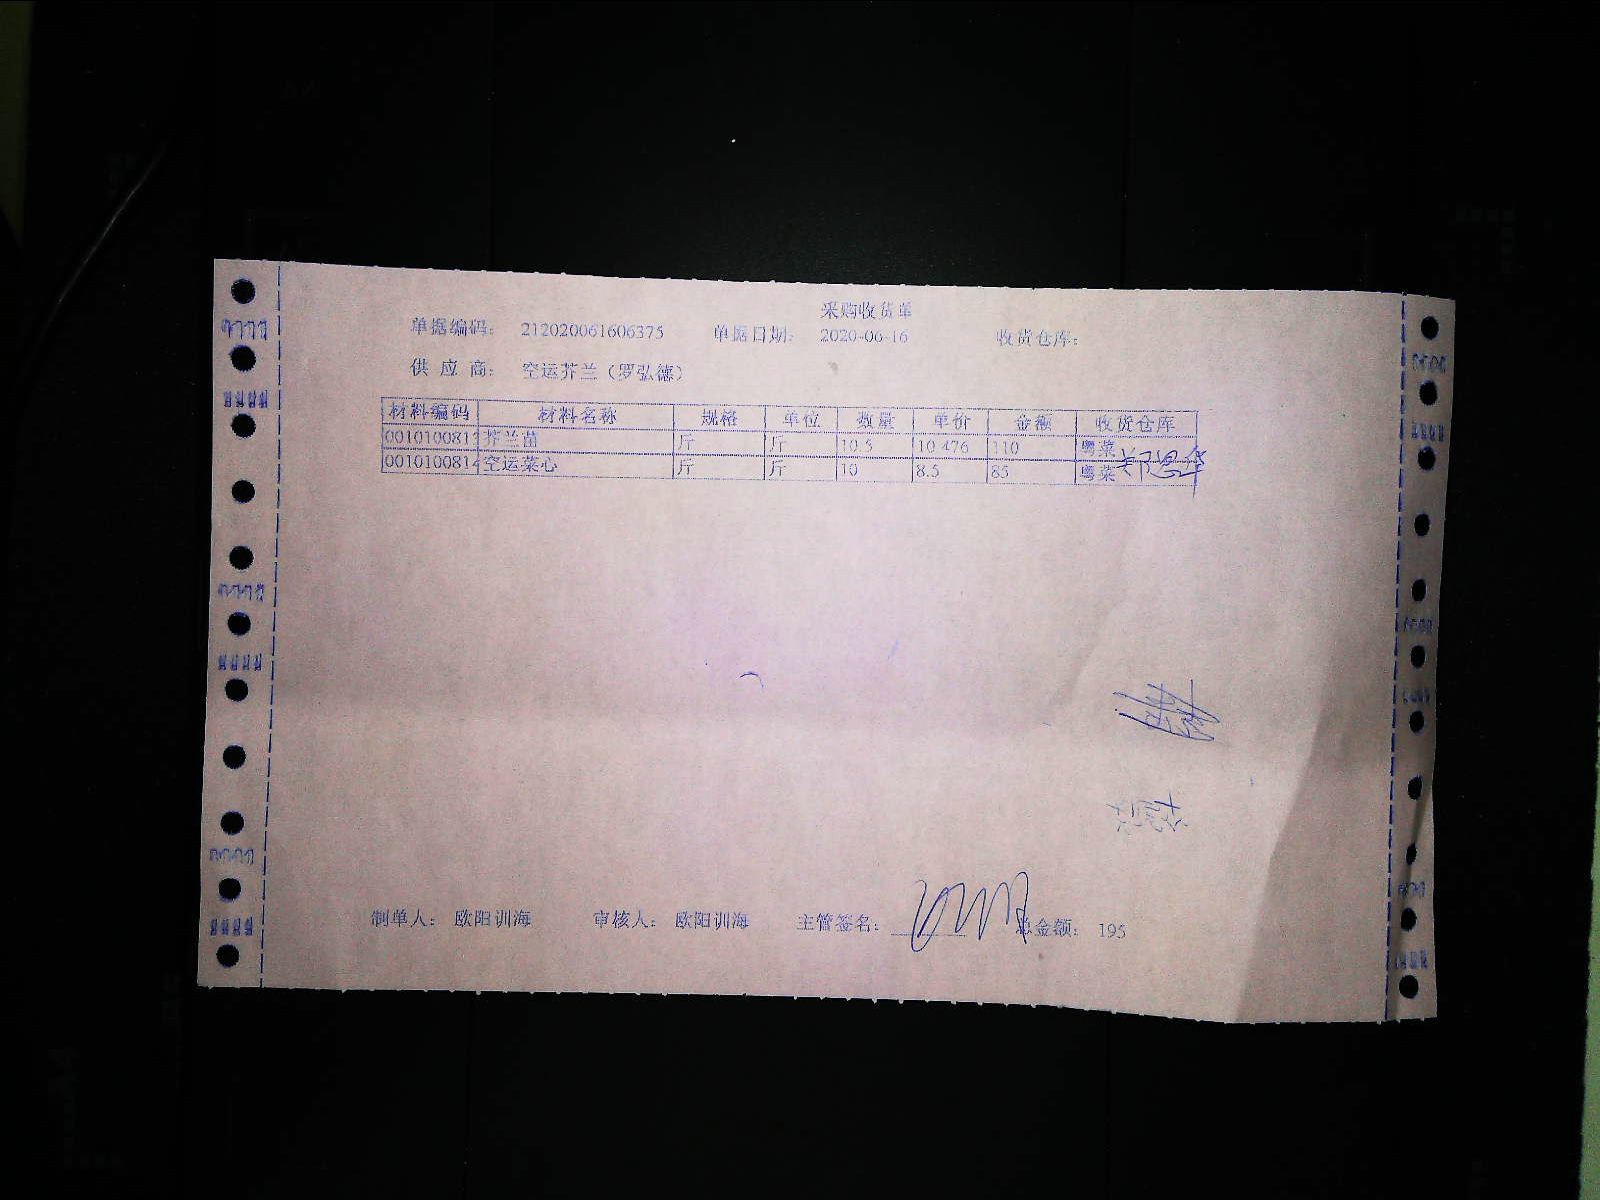 采购收货单
单据编码： 212020061606375 单据日期： 2020-06-16 收货仓库：
供 应 商： 空运芥兰（罗弘德）
材料编码 材料名称 规格 单位 数量 单价 金额 收货仓库
001010081 芥兰苗 斤 斤 10.5 10.476 110 粤菜
001010081 空运菜心 斤 斤 10 8.5 85 粤菜
郑恩华
制单人： 欧阳训海 审核人： 欧阳训海 主管签名： 总金额： 195